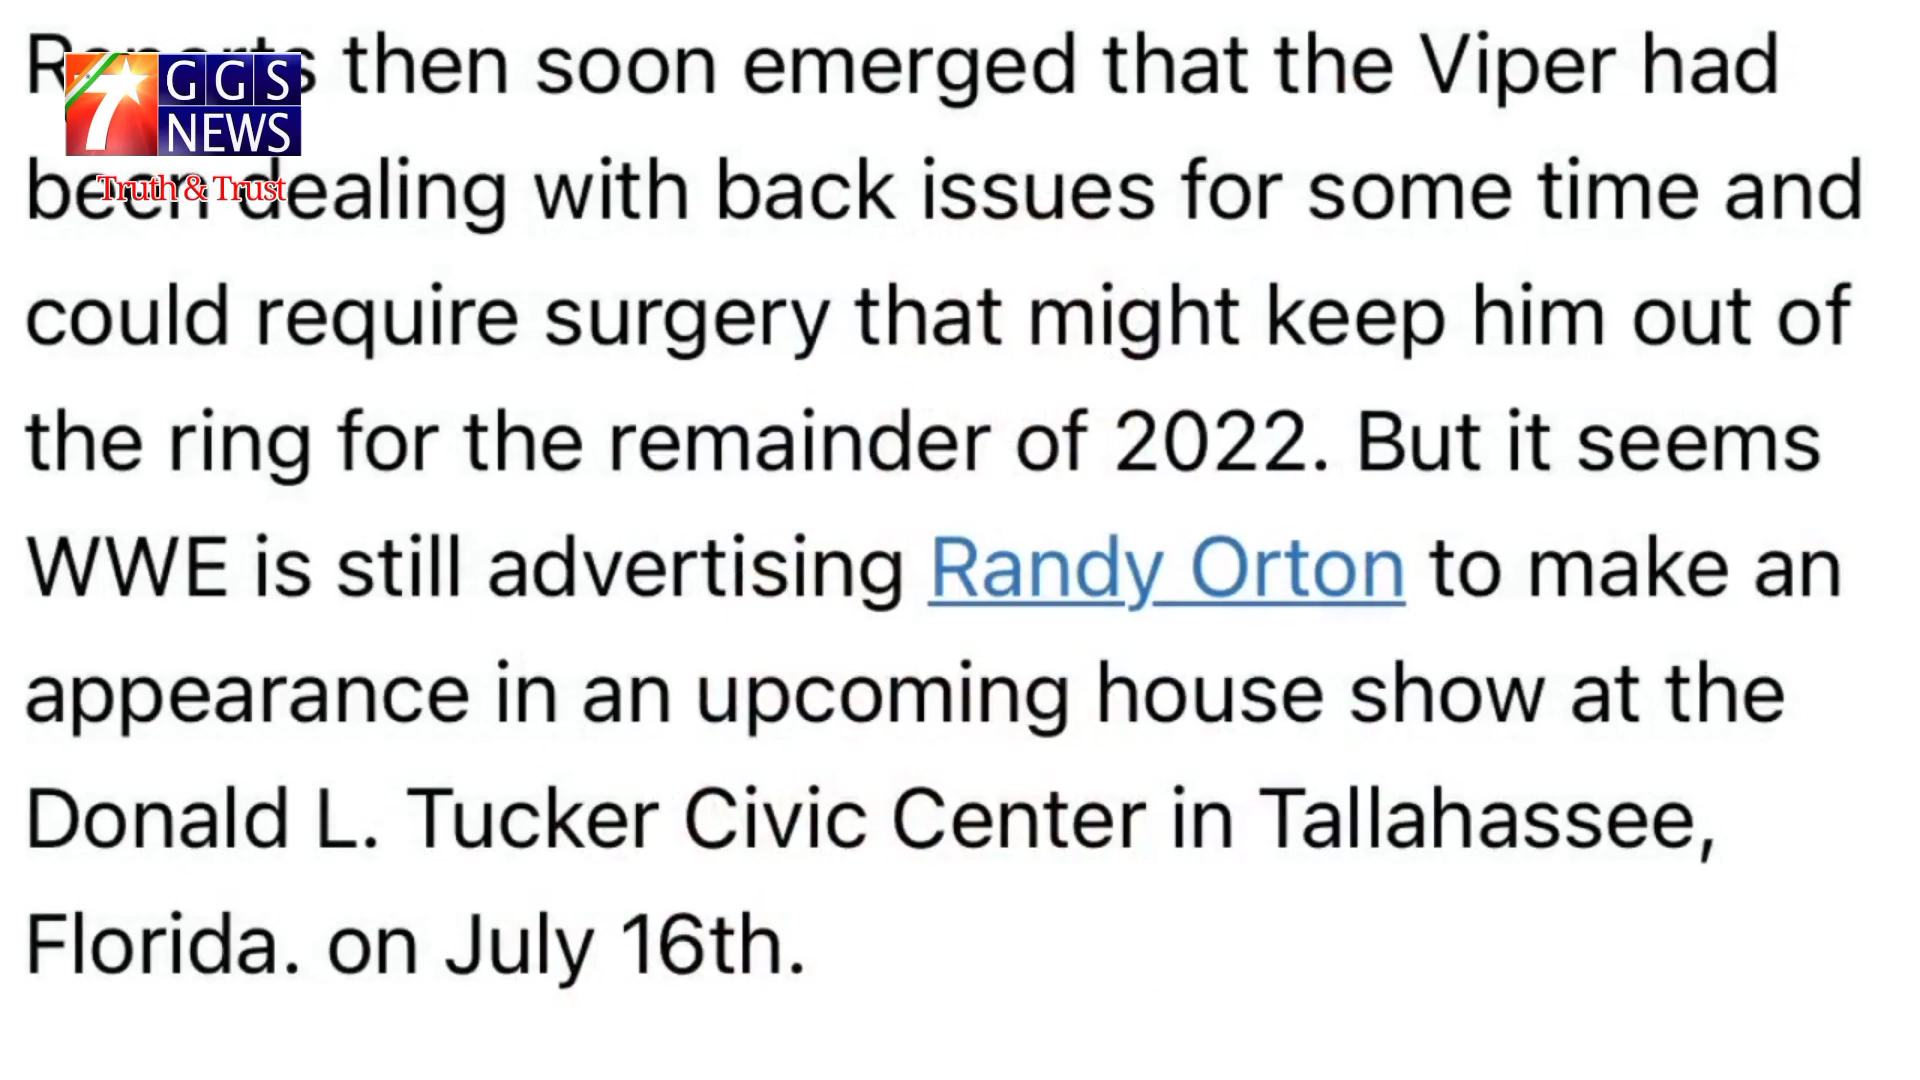 Reports then soon emerged that the Viper had
GGS
NEWS
Truth & Trust
been dealing with back issues for some time and
could require surgery that might keep him out of
the ring for the remainder of 2022. But it seems
WWE is still advertising Randy Orton to make an
appearance in an upcoming house show at the
Donald L. Tucker Civic Center in Tallahassee,
Florida. on July 16th.